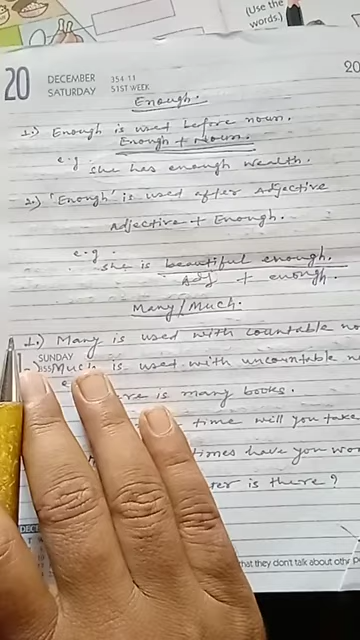 (Use the
words.)
20
DECEMBER
SATURDAY
354 11
51ST WEEK
20
Enough.
1.) Enough is used before noun.
Enough + Noun.
e.g. she has enough wealth.
2.) 'Enough' is used after Adjective
Adjective + Enough.
e.g.
she is beautiful enough.
Adj + enough.
Many/Much.
1.) Many is used with countable
SUNDAY
Much is used with uncountable
is many books.
time will you take
times have you
is there?
DEC
hat they don't talk about